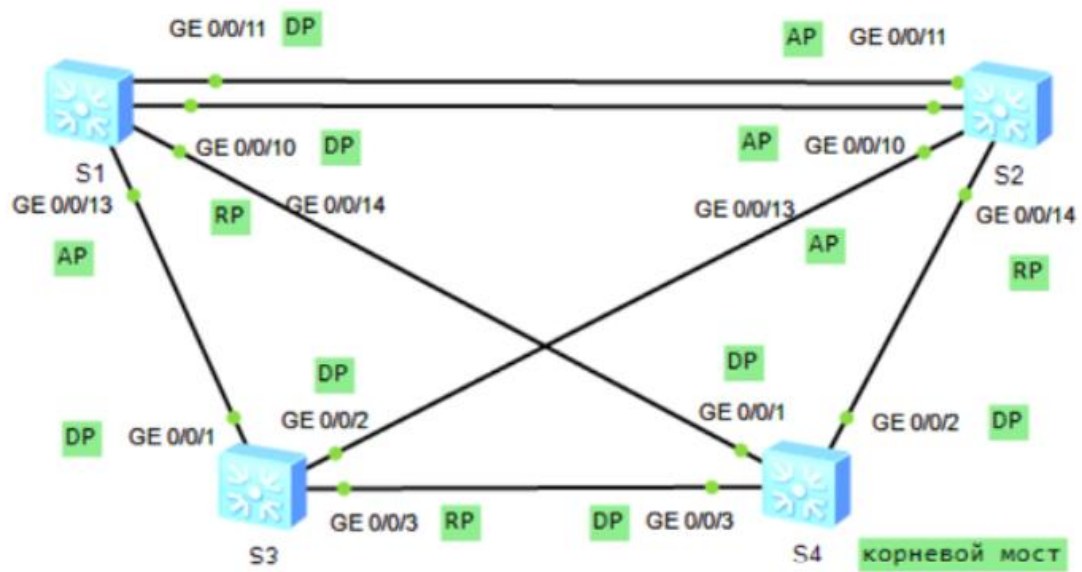 GE 0/0/11 DP AP GE 0/0/11
GE 0/0/10 DP AP GE 0/0/10
S1 S2
GE 0/0/13 RP GE 0/0/14 GE 0/0/13 GE 0/0/14
AP AP RP
DP DP
DP GE 0/0/1 GE 0/0/2 GE 0/0/1 GE 0/0/2 DP
GE 0/0/3 RP DP GE 0/0/3
S3 S4 корневой мост